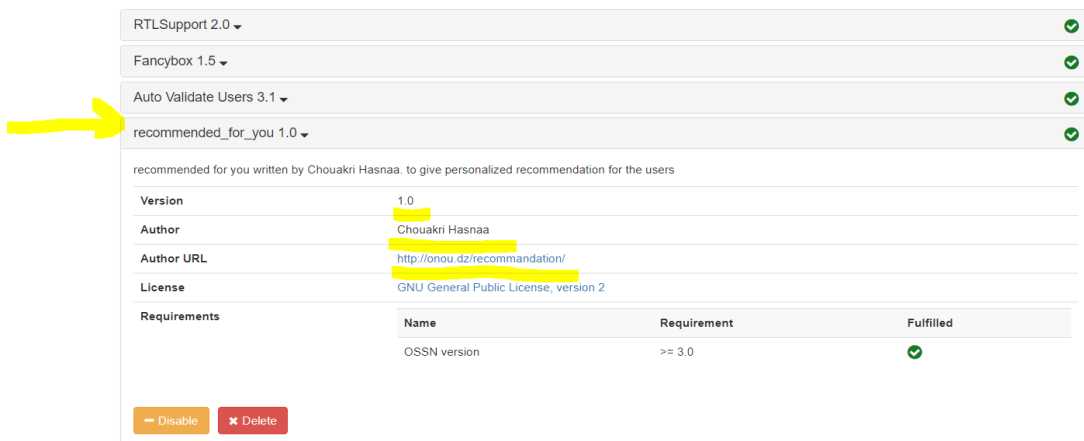 RTLSupport 2.0
Fancybox 1.5
Auto Validate Users 3.1
recommended_for_you 1.0
recommended for you written by Chouakri Hasnaa. to give personalized recommendation for the users
Version 1.0
Author Chouakri Hasnaa
Author URL http://onou.dz/recommandation/
License GNU General Public License, version 2
Requirements
Name Requirement Fulfilled
OSSN version >= 3.0
Disable Delete